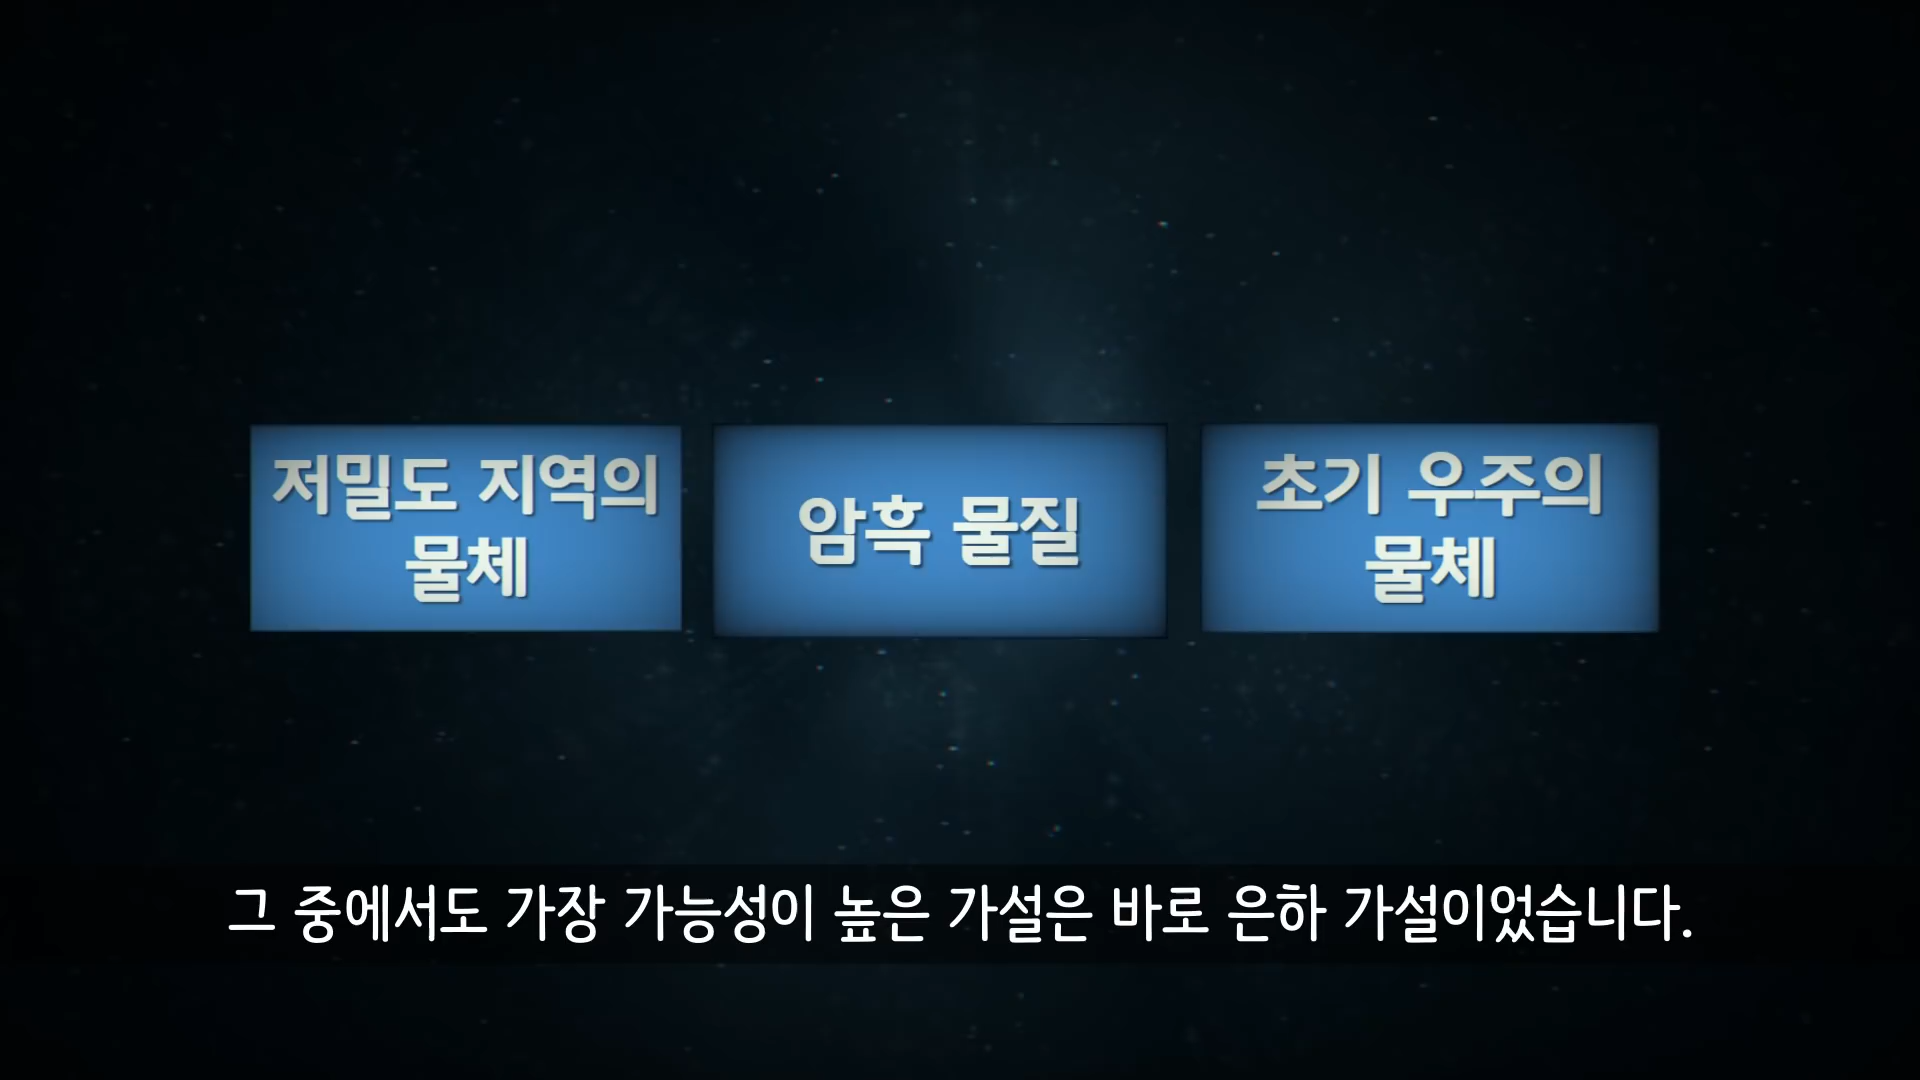 저밀도 지역의
물체
암흑 물질
초기 우주의
물체
그 중에서도 가장 가능성이 높은 가설은 바로 은하 가설이었습니다.